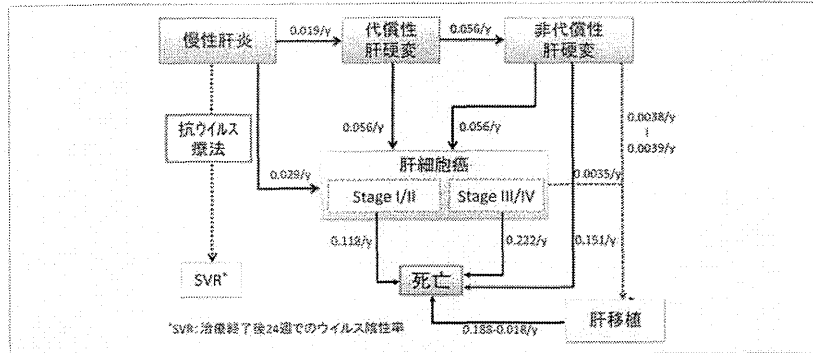 慢性肝炎
0.019/y
代償性
肝硬変
0.056/y
非代償性
肝硬変
抗ウイルス
療法
0.029/y
0.056/y
0.056/y
0.0038/y
0.0039/y
肝細胞癌
Stage I/II
Stage III/IV
0.0035/y
0.118/y
0.222/y
0.151/y
SVR*
死亡
肝移植
0.188-0.018/y
*SVR:治療終了後24週でのウイルス陰性率